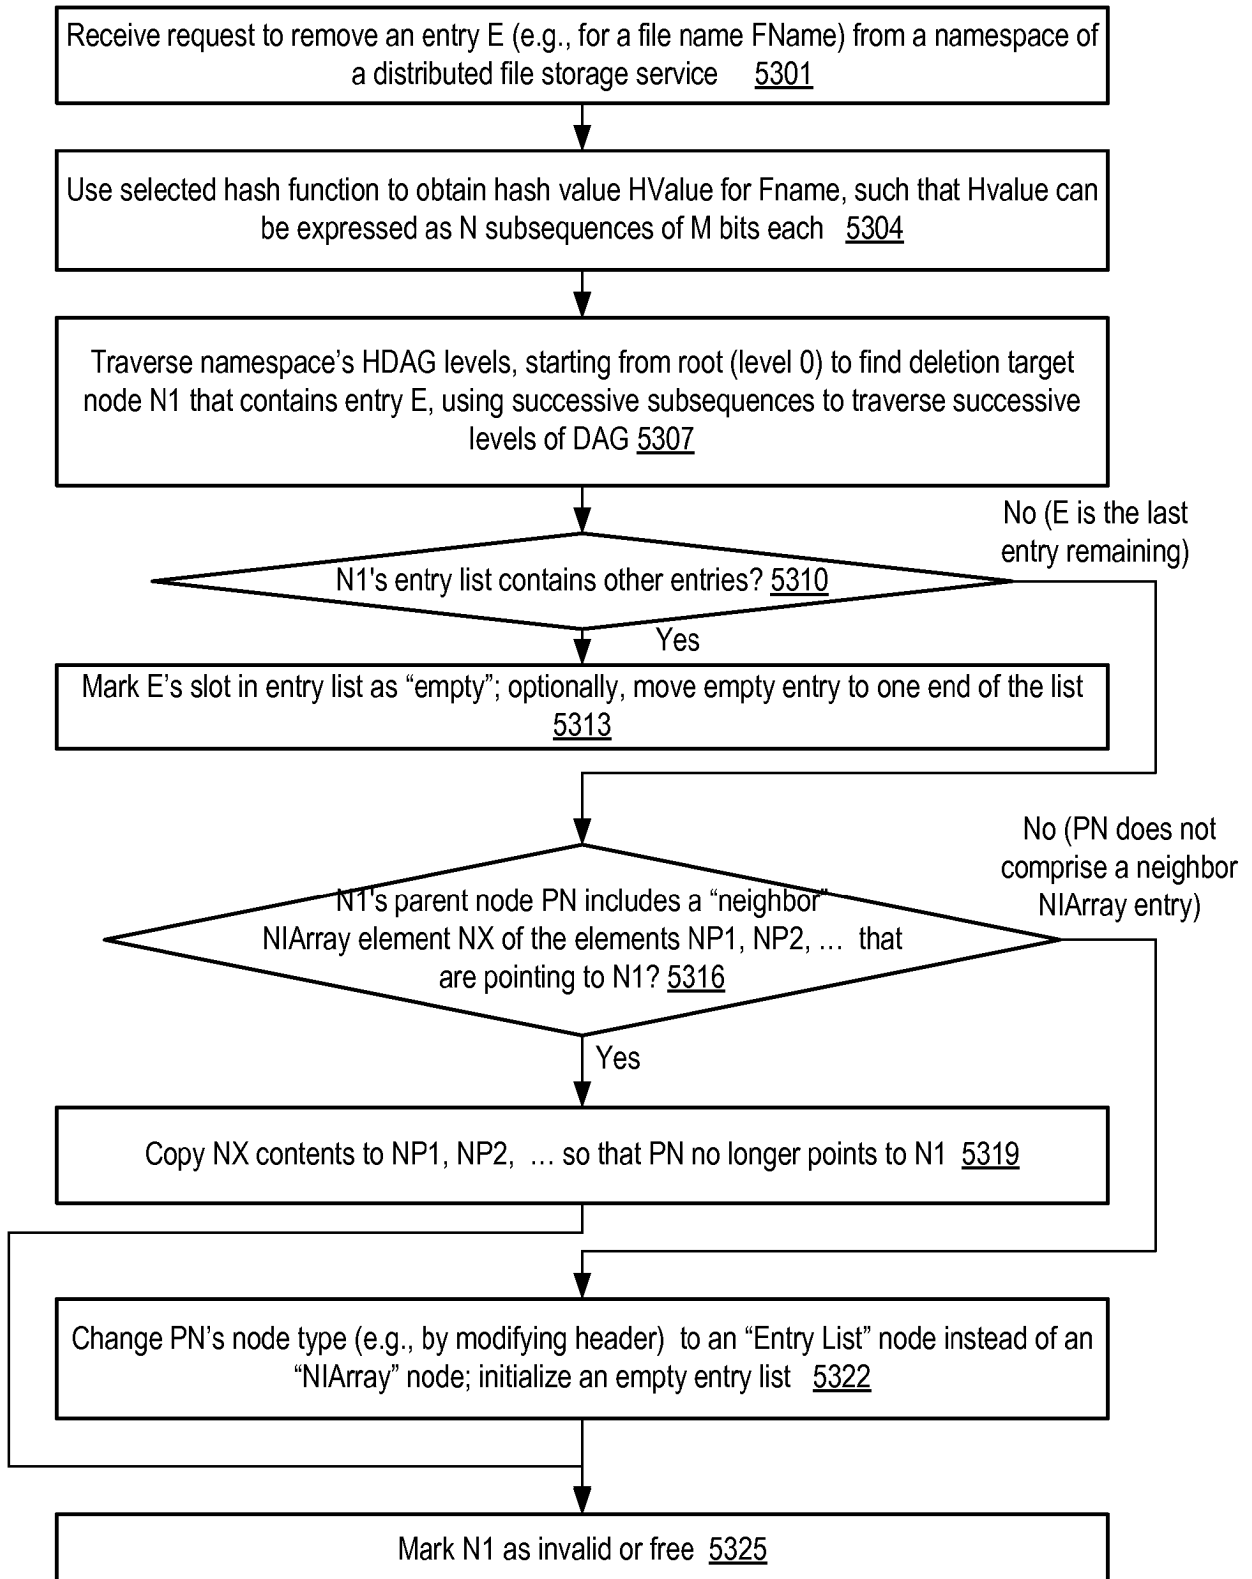 Receive request to remove an entry E (e.g., for a file name FName) from a namespace of
a distributed file storage service 5301
Use selected hash function to obtain hash value HValue for Fname, such that Hvalue can
be expressed as N subsequences of M bits each 5304
Traverse namespace's HDAG levels, starting from root (level 0) to find deletion target
node N1 that contains entry E, using successive subsequences to traverse successive
levels of DAG 5307
No (E is the last
entry remaining)
N1's entry list contains other entries? 5310
Yes
Mark E's slot in entry list as “empty”; optionally, move empty entry to one end of the list
5313
No (PN does not
comprise a neighbor
NIArray entry)
N1's parent node PN includes a “neighbor”
NIArray element NX of the elements NP1, NP2, … that
are pointing to N1? 5316
Yes
Copy NX contents to NP1, NP2, … so that PN no longer points to N1 5319
Change PN's node type (e.g., by modifying header) to an “Entry List” node instead of an
“NIArray” node; initialize an empty entry list 5322
Mark N1 as invalid or free 5325